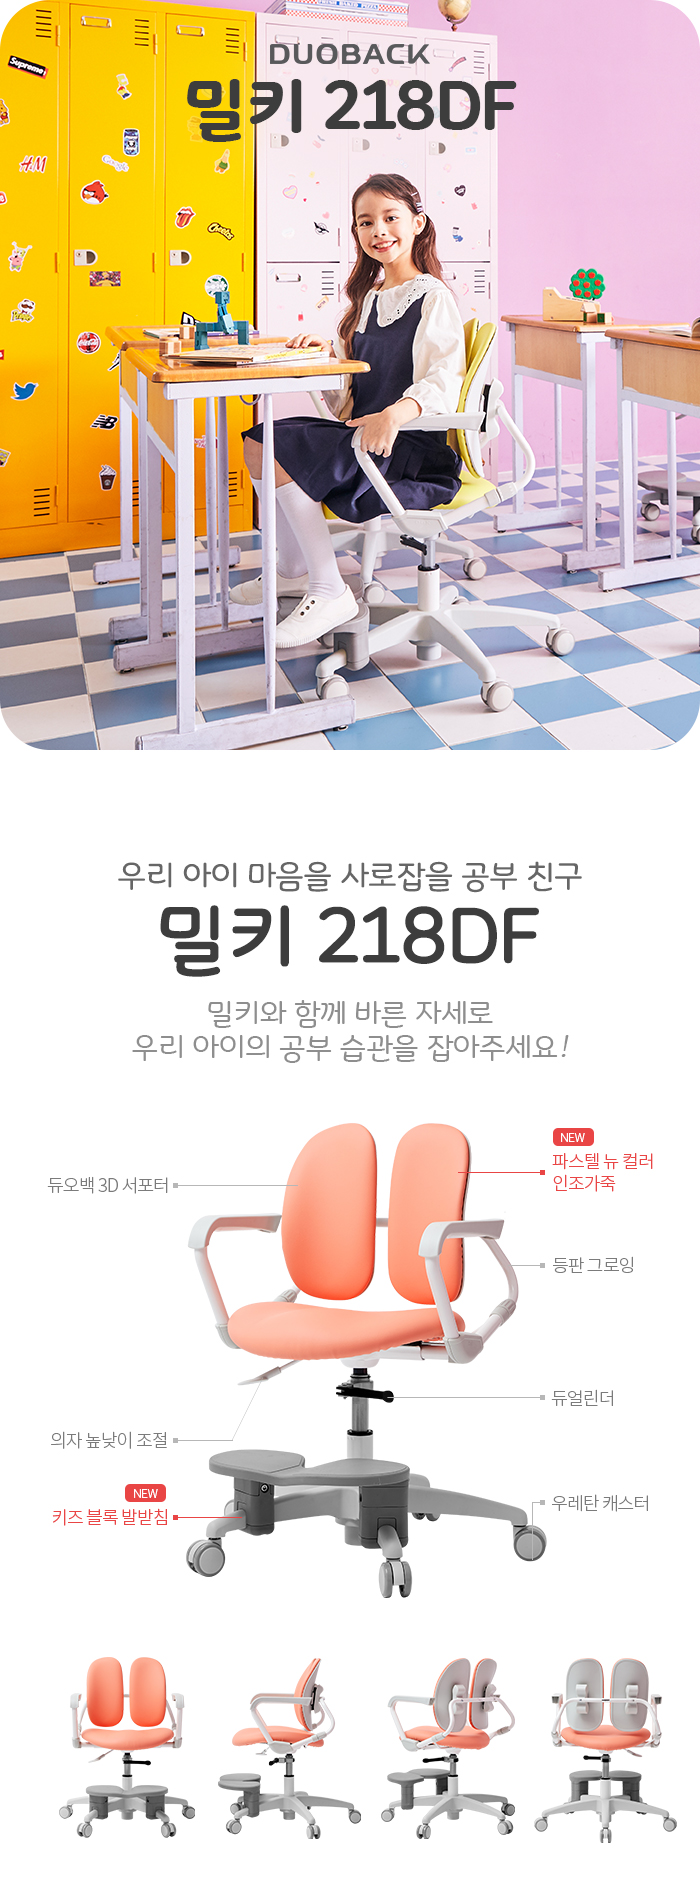 DUOBACK
밀키 218DF
Supreme
H&M
Google
Cheetos
Coca-Cola
우리 아이 마음을 사로잡을 공부 친구
밀키 218DF
밀키와 함께 바른 자세로
우리 아이의 공부 습관을 잡아주세요!
NEW
파스텔 뉴 컬러
인조가죽
듀오백 3D 서포터
등판 그로잉
듀얼린더
의자 높낮이 조절
NEW
키즈 블록 발받침
우레탄 캐스터